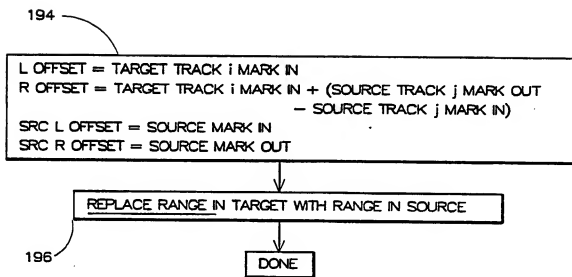 194
L OFFSET = TARGET TRACK i MARK IN
R OFFSET = TARGET TRACK i MARK IN + (SOURCE TRACK j MARK OUT
− SOURCE TRACK j MARK IN)
SRC L OFFSET = SOURCE MARK IN
SRC R OFFSET = SOURCE MARK OUT
REPLACE RANGE IN TARGET WITH RANGE IN SOURCE
196
DONE